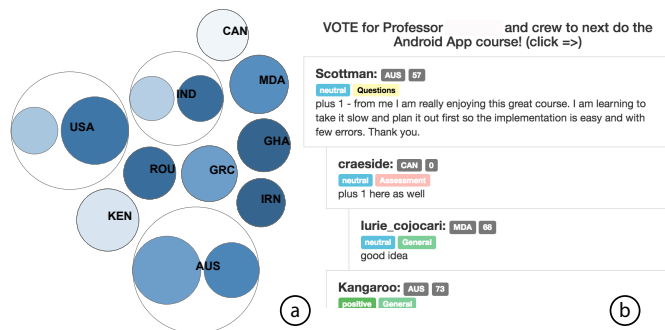 CAN
MDA
IND
USA
GHA
ROU
GRC
IRN
KEN
AUS
a
VOTE for Professor and crew to next do the
Android App course! (click =>)
Scottman: AUS 57
neutral Questions
plus 1 - from me I am really enjoying this great course. I am learning to
take it slow and plan it out first so the implementation is easy and with
few errors. Thank you.
craeside: CAN 0
neutral Assessment
plus 1 here as well
Iurie_cojocari: MDA 68
neutral General
good idea
Kangaroo: AUS 73
positive General
b